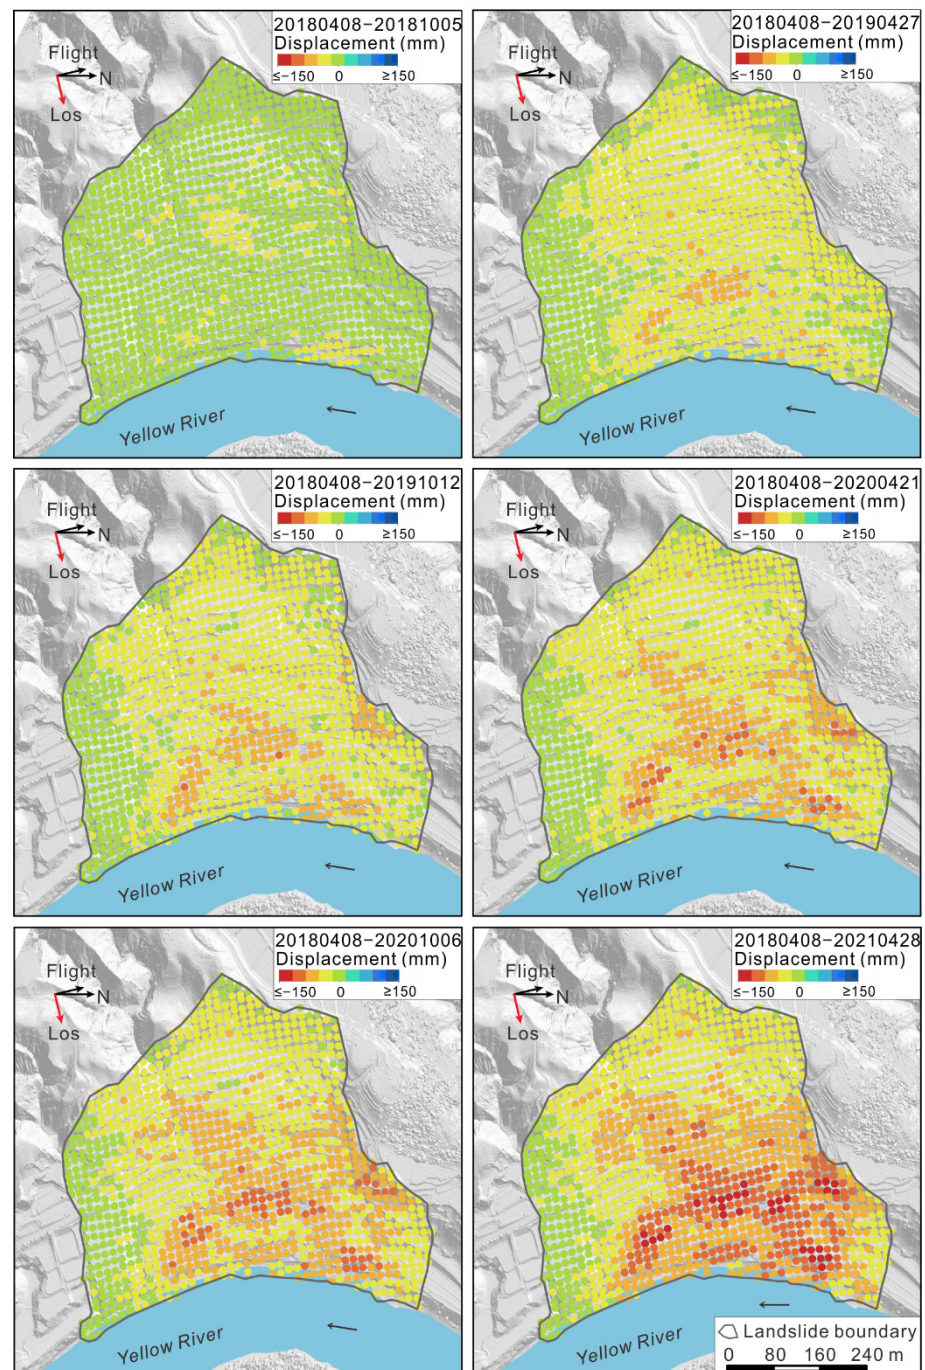 20180408-20181005
Displacement (mm)
≤-150 0 ≥150
Flight
N
Los
Yellow River
20180408-20190427
Displacement (mm)
≤-150 0 ≥150
Flight
N
Los
Yellow River
20180408-20191012
Displacement (mm)
≤-150 0 ≥150
Flight
N
Los
Yellow River
20180408-20200421
Displacement (mm)
≤-150 0 ≥150
Flight
N
Los
Yellow River
20180408-20201006
Displacement (mm)
≤-150 0 ≥150
Flight
N
Los
Yellow River
20180408-20210428
Displacement (mm)
≤-150 0 ≥150
Flight
N
Los
Yellow River
Landslide boundary
0 80 160 240 m